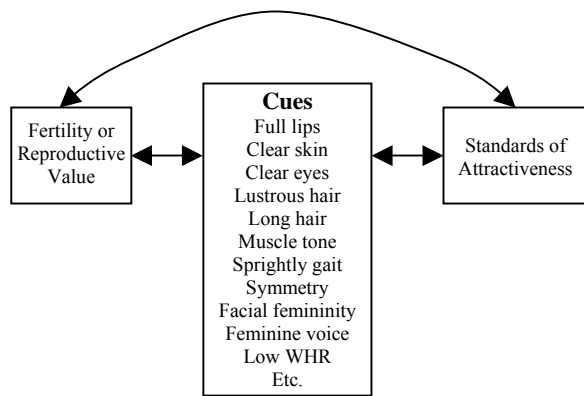 Fertility or
Reproductive
Value
Cues
Full lips
Clear skin
Clear eyes
Lustrous hair
Long hair
Muscle tone
Sprightly gait
Symmetry
Facial femininity
Feminine voice
Low WHR
Etc.
Standards of
Attractiveness